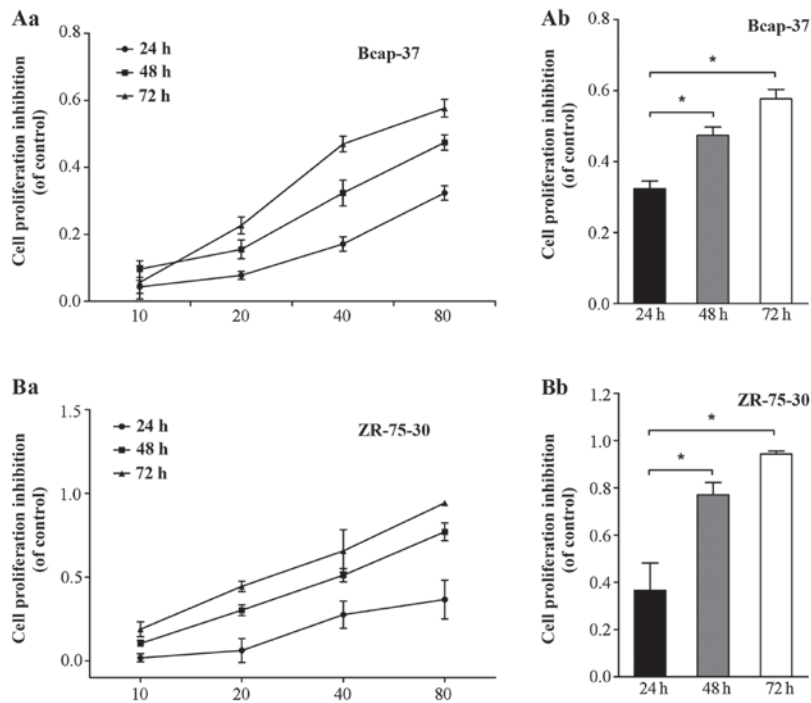 Aa
Bcap-37
24 h
48 h
72 h
Cell proliferation inhibition
(of control)
0.8
0.6
0.4
0.2
0.0
10 20 40 80
Ab
Bcap-37
Cell proliferation inhibition
(of control)
0.8
0.6
0.4
0.2
0.0
*
*
24 h 48 h 72 h
Ba
ZR-75-30
24 h
48 h
72 h
Cell proliferation inhibition
(of control)
1.5
1.0
0.5
0.0
10 20 40 80
Bb
ZR-75-30
Cell proliferation inhibition
(of control)
1.2
1.0
0.8
0.6
0.4
0.2
0.0
*
*
24 h 48 h 72 h